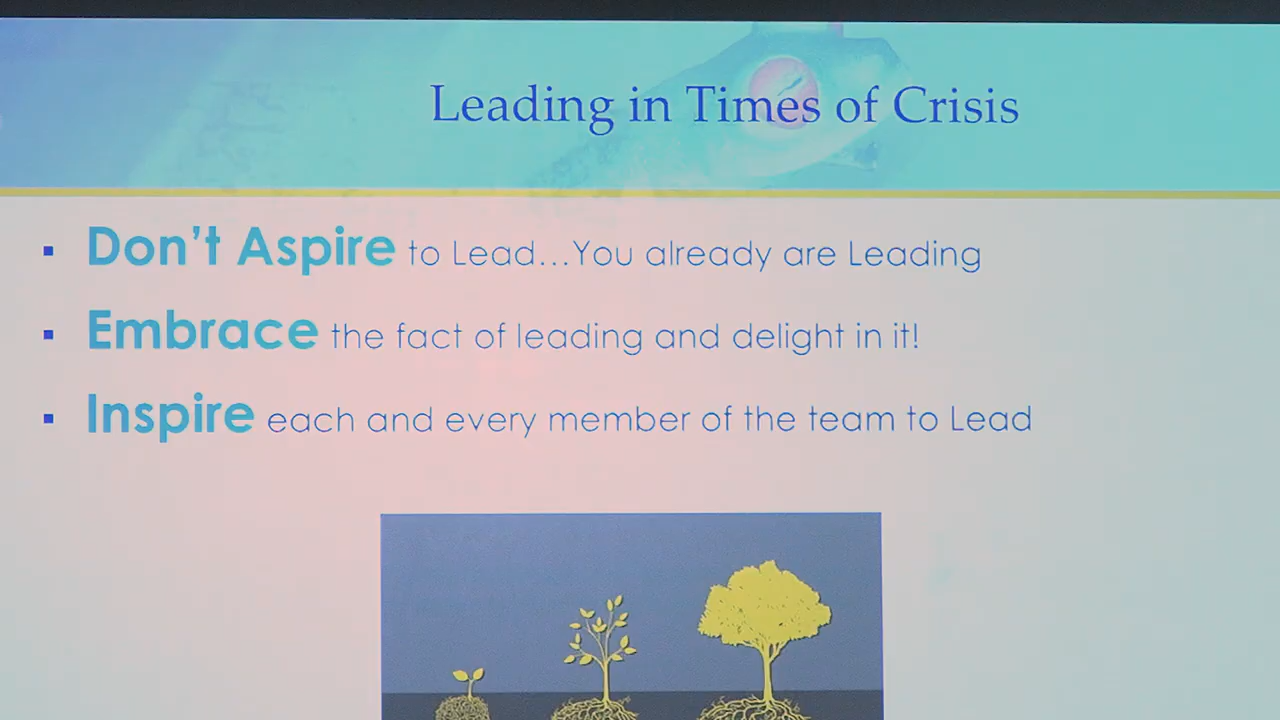 Leading in Times of Crisis
▪ Don't Aspire to Lead...You already are Leading
▪ Embrace the fact of leading and delight in it!
▪ Inspire each and every member of the team to Lead